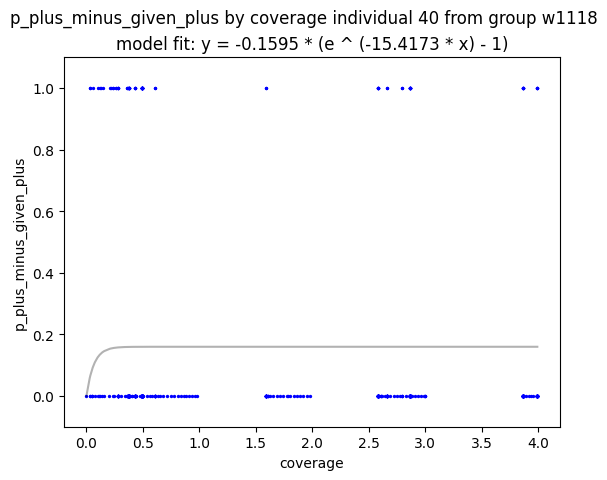 p_plus_minus_given_plus by coverage individual 40 from group w1118
model fit: y = -0.1595 * (e ^ (-15.4173 * x) - 1)
1.0
0.8
0.6
0.4
0.2
0.0
p_plus_minus_given_plus
0.0 0.5 1.0 1.5 2.0 2.5 3.0 3.5 4.0
coverage